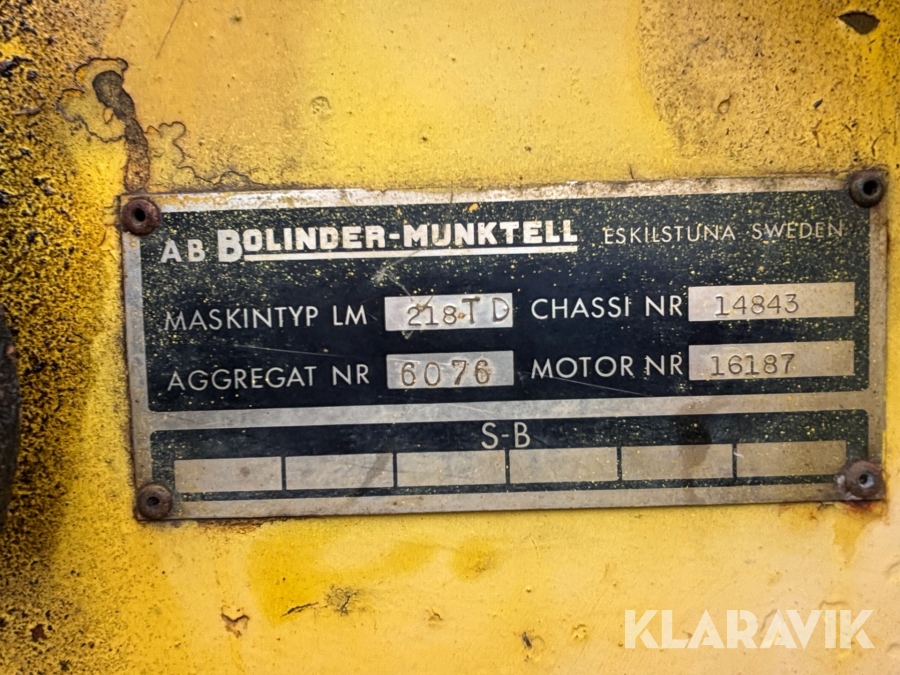 AB BOLINDER-MUNKTELL ESKILSTUNA SWEDEN
MASKINTYP LM 218 TD CHASSI NR 14843
AGGREGAT NR 6076 MOTOR NR 16187
S-B
KLARAVIK